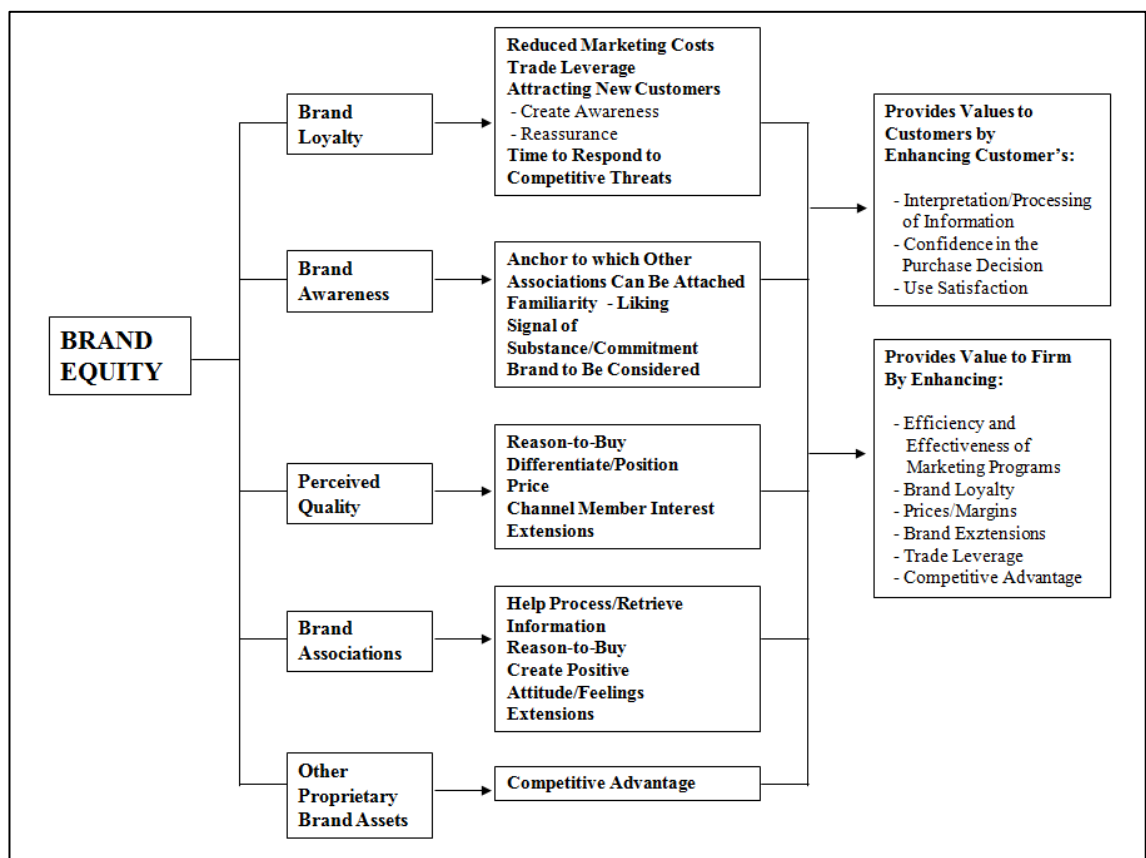 BRAND
EQUITY
Brand
Loyalty
Reduced Marketing Costs
Trade Leverage
Attracting New Customers
- Create Awareness
- Reassurance
Time to Respond to
Competitive Threats
Brand
Awareness
Anchor to which Other
Associations Can Be Attached
Familiarity - Liking
Signal of
Substance/Commitment
Brand to Be Considered
Perceived
Quality
Reason-to-Buy
Differentiate/Position
Price
Channel Member Interest
Extensions
Brand
Associations
Help Process/Retrieve
Information
Reason-to-Buy
Create Positive
Attitude/Feelings
Extensions
Other
Proprietary
Brand Assets
Competitive Advantage
Provides Values to
Customers by
Enhancing Customer’s:
- Interpretation/Processing
of Information
- Confidence in the
Purchase Decision
- Use Satisfaction
Provides Value to Firm
By Enhancing:
- Efficiency and
Effectiveness of
Marketing Programs
- Brand Loyalty
- Prices/Margins
- Brand Exztensions
- Trade Leverage
- Competitive Advantage